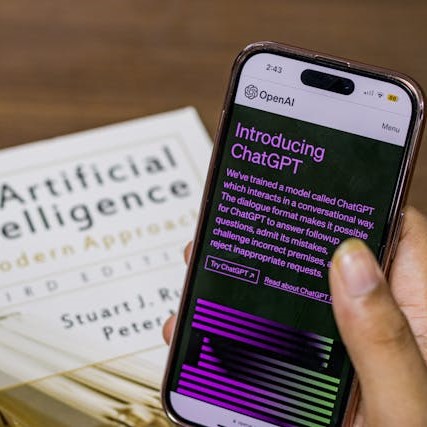 Artificial
elligence
odern Approac
IRD EDITI
Stuart J. Ru
Peter
2:43
OpenAI
Menu
Introducing
ChatGPT
We've trained a model called ChatGPT
which interacts in a conversational way.
The dialogue format makes it possible
for ChatGPT to answer followup
questions, admit its mistakes,
challenge incorrect premises, a
reject inappropriate requests.
Try ChatGPT ↗
Read about ChatGPT